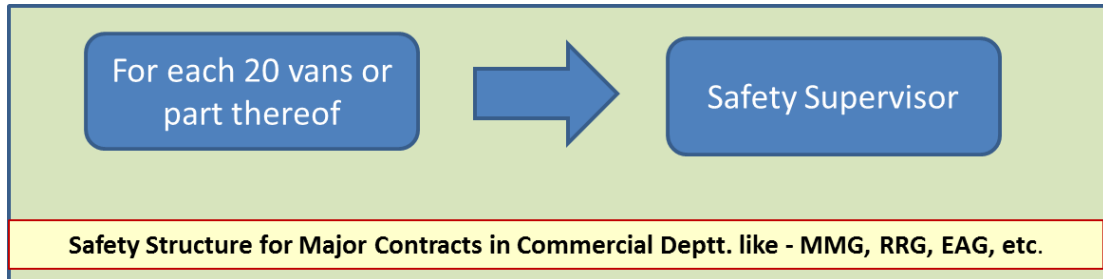 For each 20 vans or
part thereof
Safety Supervisor
Safety Structure for Major Contracts in Commercial Deptt. like - MMG, RRG, EAG, etc.